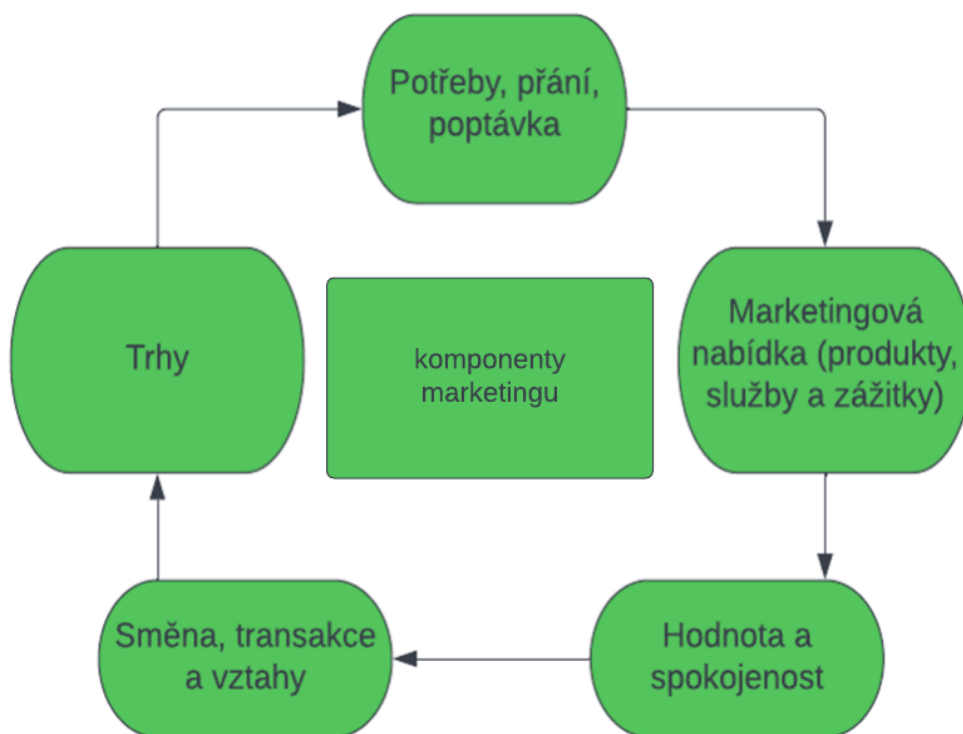 Potřeby, přání,
poptávka
Marketingová
nabídka (produkty,
služby a zážitky)
Trhy
komponenty
marketingu
Směna, transakce
a vztahy
Hodnota a
spokojenost